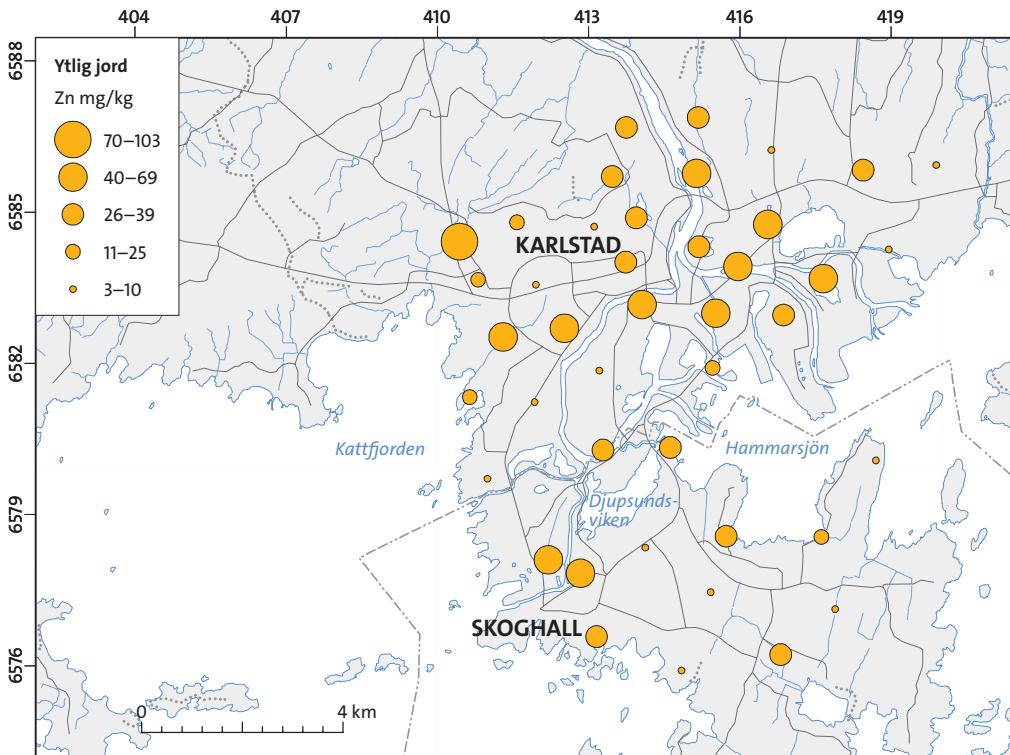 404 407 410 413 416 419
6588
6585
6582
6579
6576
Ytlig jord
Zn mg/kg
70–103
40–69
26–39
11–25
3–10
KARLSTAD
Kattfjorden
Hammarsjön
Djupsunds-
viken
SKOGHALL
0 4 km